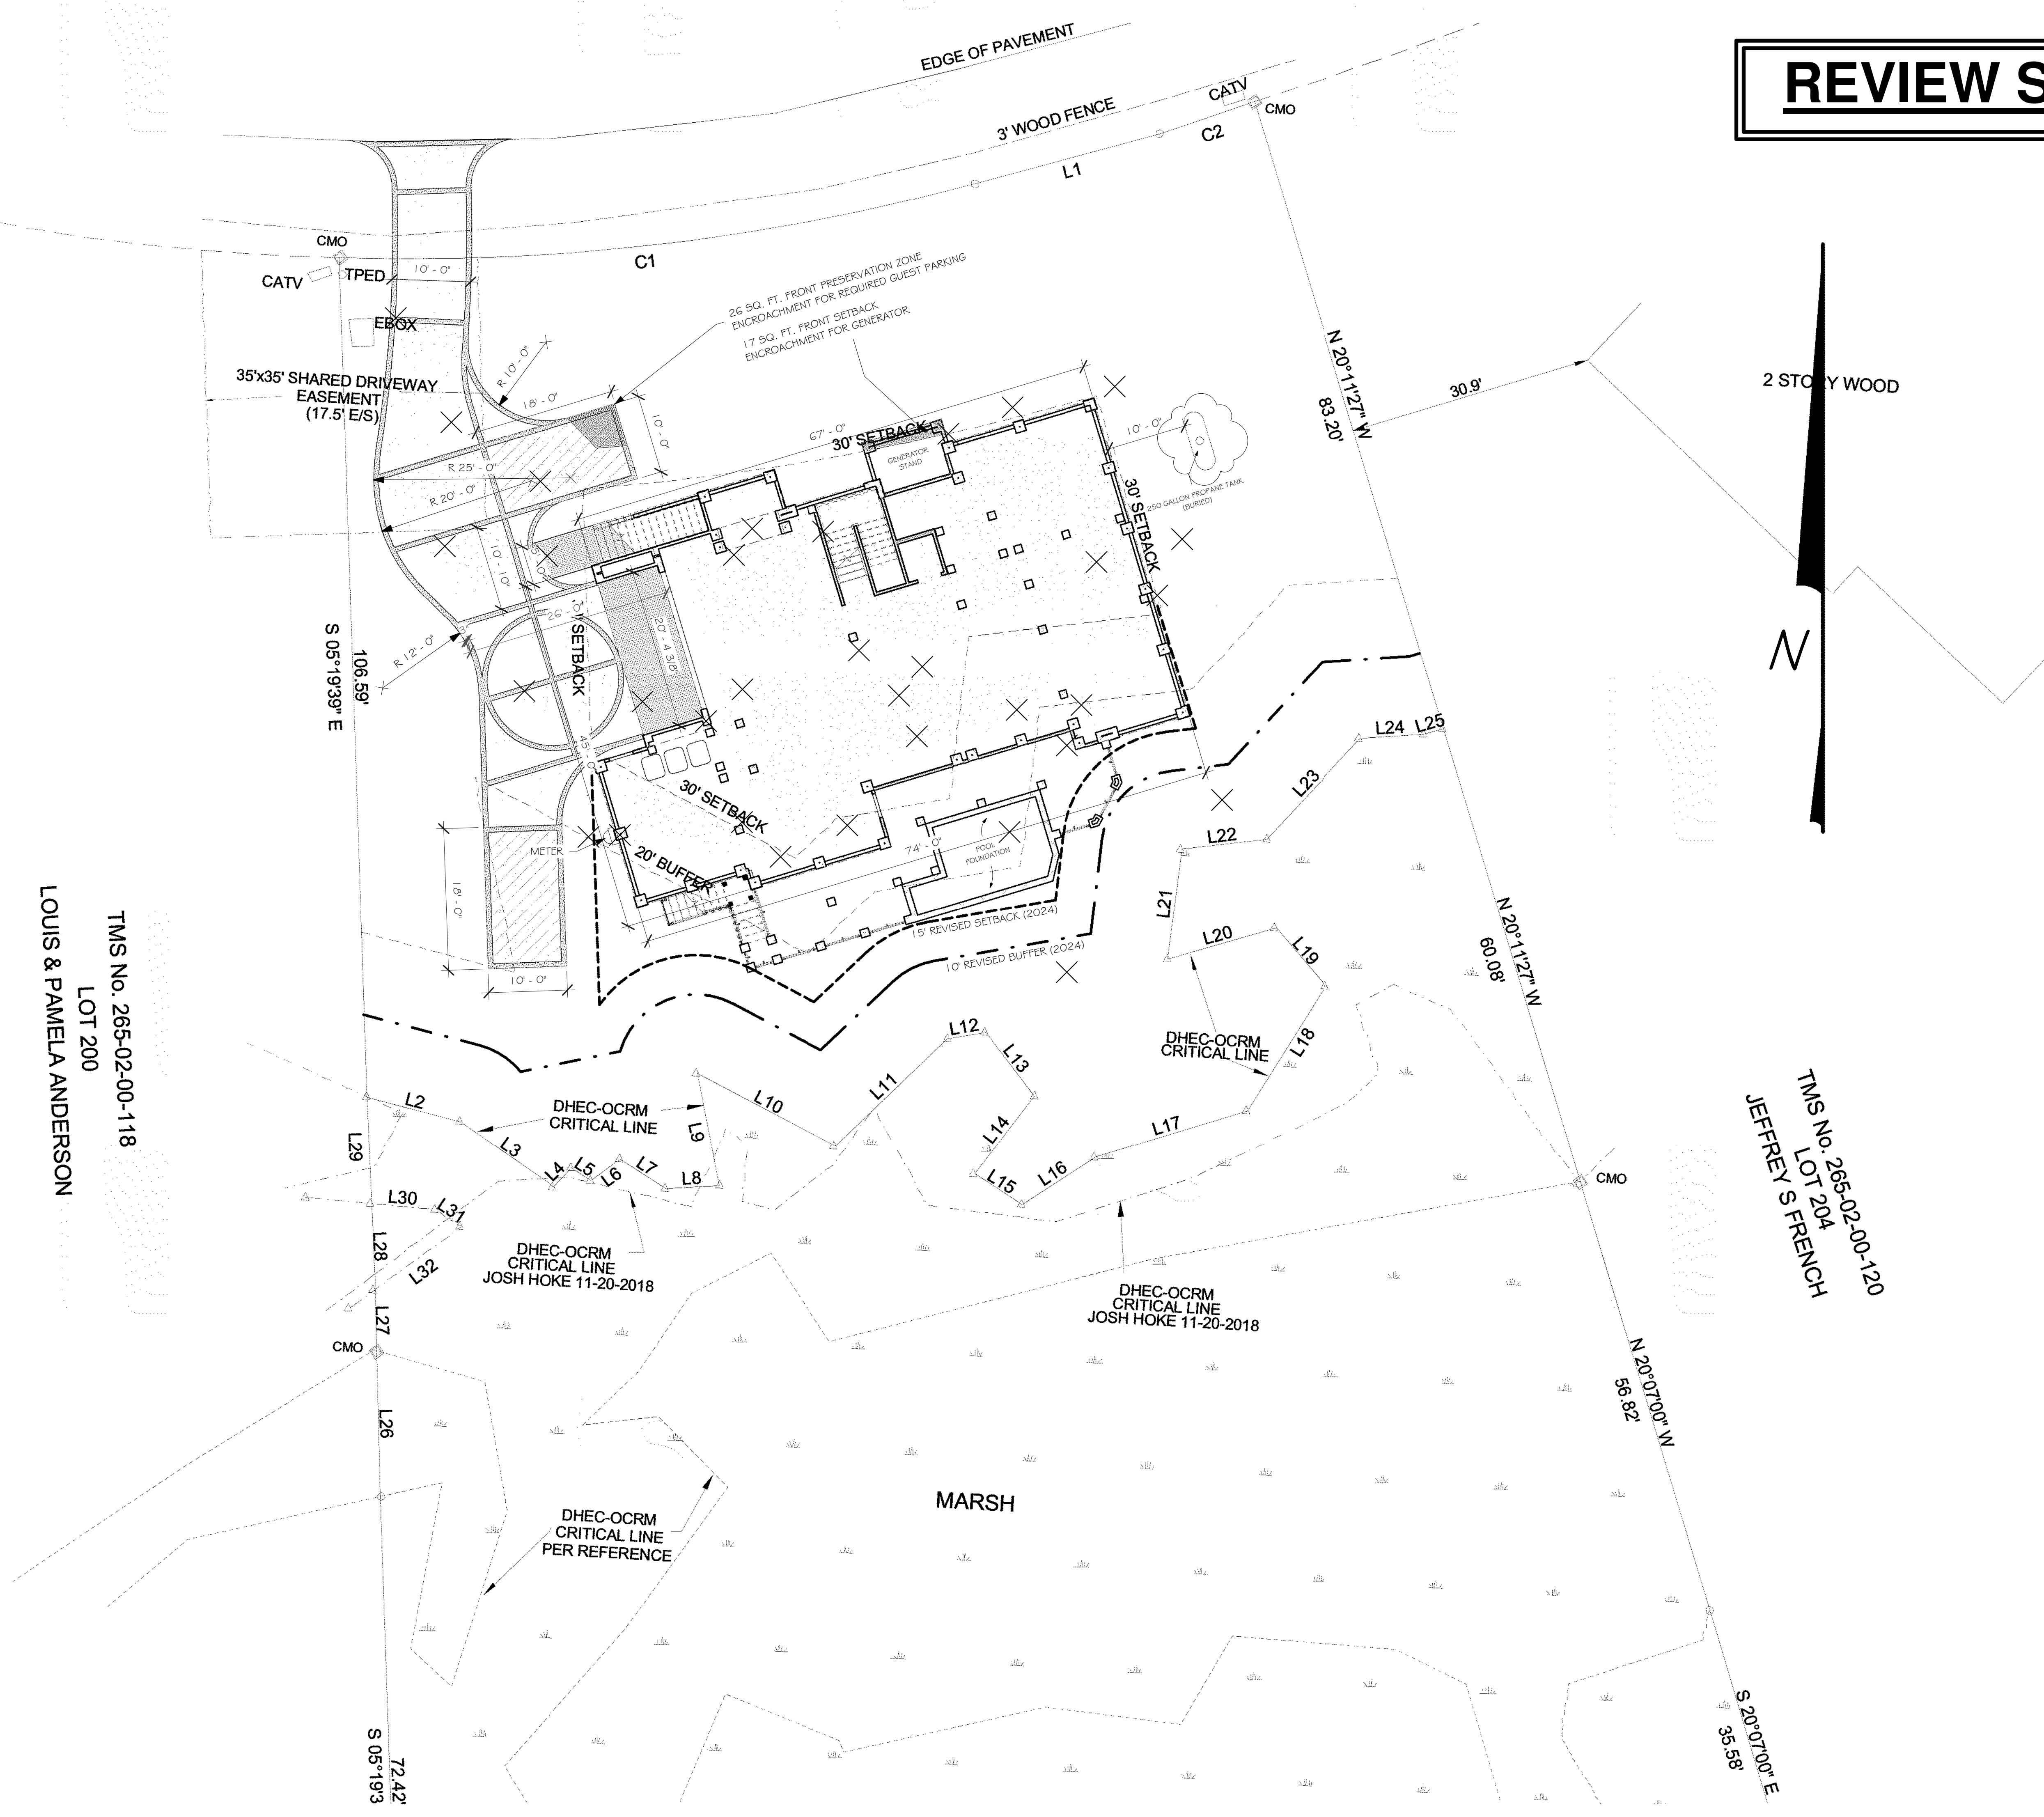 REVIEW S
EDGE OF PAVEMENT
CATV
CMO
3' WOOD FENCE
C2
L1
CMO
CATV
TPED
10' - 0"
C1
EBOX
26 SQ. FT. FRONT PRESERVATION ZONE
ENCROACHMENT FOR REQUIRED GUEST PARKING
17 SQ. FT. FRONT SETBACK
ENCROACHMENT FOR GENERATOR
R 10' - 0"
35'x35' SHARED DRIVEWAY
EASEMENT
(17.5' E/S)
18' - 0"
10' - 0"
67' - 0"
30' SETBACK
GENERATOR
STAND
10' - 0"
N 20°11'27" W
83.20'
30.9'
2 STORY WOOD
R 25' - 0"
R 20' - 0"
30' SETBACK
250 GALLON PROPANE TANK
(BURIED)
10' - 10"
26' - 0"
20' - 4 3/8"
' SETBACK
R 12' - 0"
S 05°19'39" E
106.59'
N
45' - 0"
30' SETBACK
METER
20' BUFFER
74' - 0"
POOL
FOUNDATION
18' - 0"
10' - 0"
15' REVISED SETBACK (2024)
10' REVISED BUFFER (2024)
L24
L25
L23
L22
L21
L20
L19
L18
DHEC-OCRM
CRITICAL LINE
N 20°11'27" W
60.08'
TMS No. 265-02-00-118
LOT 200
LOUIS & PAMELA ANDERSON
L12
L13
L11
L10
L14
L17
L2
L3
DHEC-OCRM
CRITICAL LINE
L9
L29
L4
L5
L6
L7
L8
L15
L16
CMO
L30
L31
L28
L32
DHEC-OCRM
CRITICAL LINE
JOSH HOKE 11-20-2018
DHEC-OCRM
CRITICAL LINE
JOSH HOKE 11-20-2018
TMS No. 265-02-00-120
LOT 204
JEFFREY S FRENCH
L27
CMO
L26
N 20°07'00" W
56.82'
MARSH
DHEC-OCRM
CRITICAL LINE
PER REFERENCE
S 05°19'3
72.42'
S 20°07'00" E
35.58'